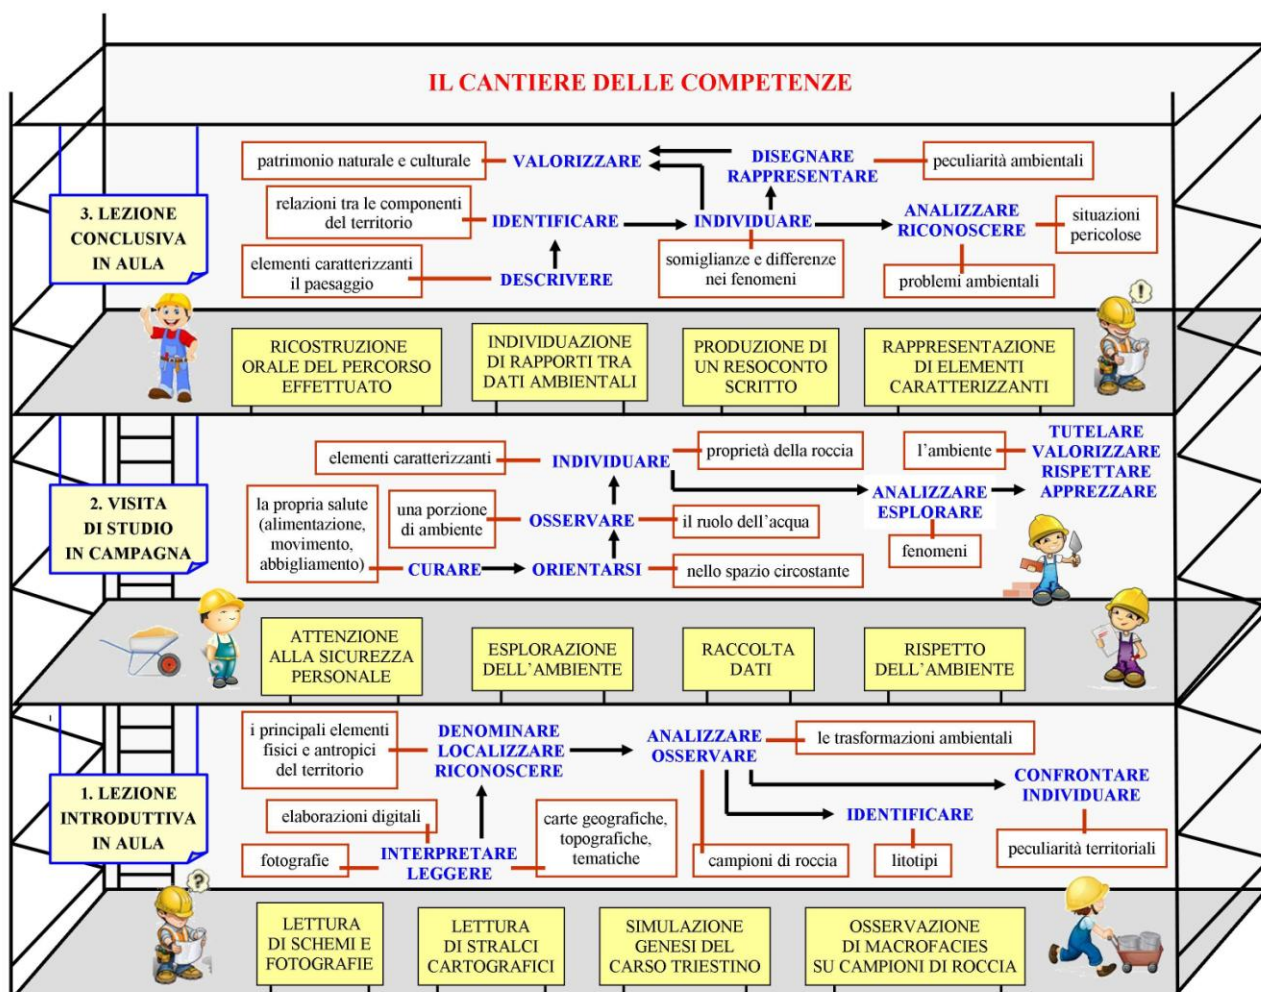 IL CANTIERE DELLE COMPETENZE
3. LEZIONE
CONCLUSIVA
IN AULA
patrimonio naturale e culturale
VALORIZZARE
DISEGNARE
RAPPRESENTARE
peculiarità ambientali
relazioni tra le componenti
del territorio
IDENTIFICARE
INDIVIDUARE
ANALIZZARE
RICONOSCERE
situazioni
pericolose
elementi caratterizzanti
il paesaggio
DESCRIVERE
somiglianze e differenze
nei fenomeni
problemi ambientali
!
RICOSTRUZIONE
ORALE DEL PERCORSO
EFFETTUATO
INDIVIDUAZIONE
DI RAPPORTI TRA
DATI AMBIENTALI
PRODUZIONE DI
UN RESOCONTO
SCRITTO
RAPPRESENTAZIONE
DI ELEMENTI
CARATTERIZZANTI
2. VISITA
DI STUDIO
IN CAMPAGNA
elementi caratterizzanti
INDIVIDUARE
proprietà della roccia
l’ambiente
TUTELARE
VALORIZZARE
RISPETTARE
APPREZZARE
la propria salute
(alimentazione,
movimento,
abbigliamento)
una porzione
di ambiente
OSSERVARE
il ruolo dell’acqua
ANALIZZARE
ESPLORARE
fenomeni
CURARE
ORIENTARSI
nello spazio circostante
ATTENZIONE
ALLA SICUREZZA
PERSONALE
ESPLORAZIONE
DELL’AMBIENTE
RACCOLTA
DATI
RISPETTO
DELL’AMBIENTE
1. LEZIONE
INTRODUTTIVA
IN AULA
i principali elementi
fisici e antropici
del territorio
DENOMINARE
LOCALIZZARE
RICONOSCERE
ANALIZZARE
OSSERVARE
le trasformazioni ambientali
CONFRONTARE
INDIVIDUARE
elaborazioni digitali
carte geografiche,
topografiche,
tematiche
IDENTIFICARE
fotografie
INTERPRETARE
LEGGERE
campioni di roccia
litotipi
peculiarità territoriali
?
LETTURA
DI SCHEMI E
FOTOGRAFIE
LETTURA
DI STRALCI
CARTOGRAFICI
SIMULAZIONE
GENESI DEL
CARSO TRIESTINO
OSSERVAZIONE
DI MACROFACIES
SU CAMPIONI DI ROCCIA